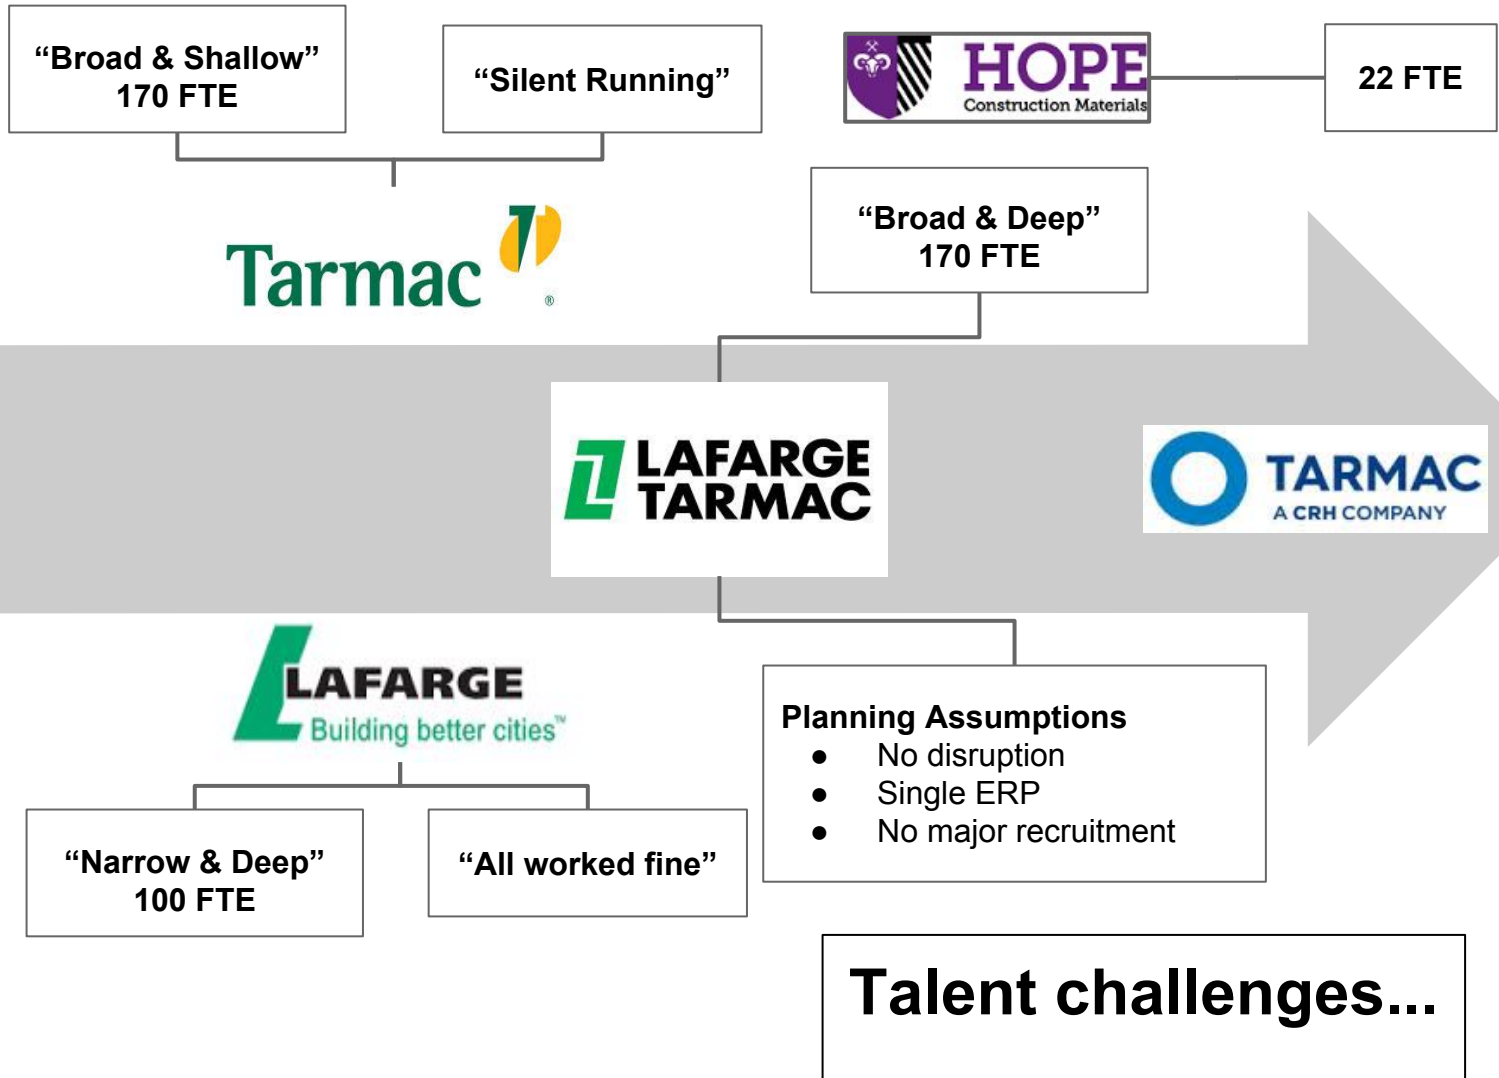 “Broad & Shallow”
170 FTE
“Silent Running”
HOPE
Construction Materials
22 FTE
“Broad & Deep”
170 FTE
Tarmac
®
LAFARGE
TARMAC
TARMAC
A CRH COMPANY
LAFARGE
Building better cities™
“Narrow & Deep”
100 FTE
“All worked fine”
Planning Assumptions
● No disruption
● Single ERP
● No major recruitment
Talent challenges...